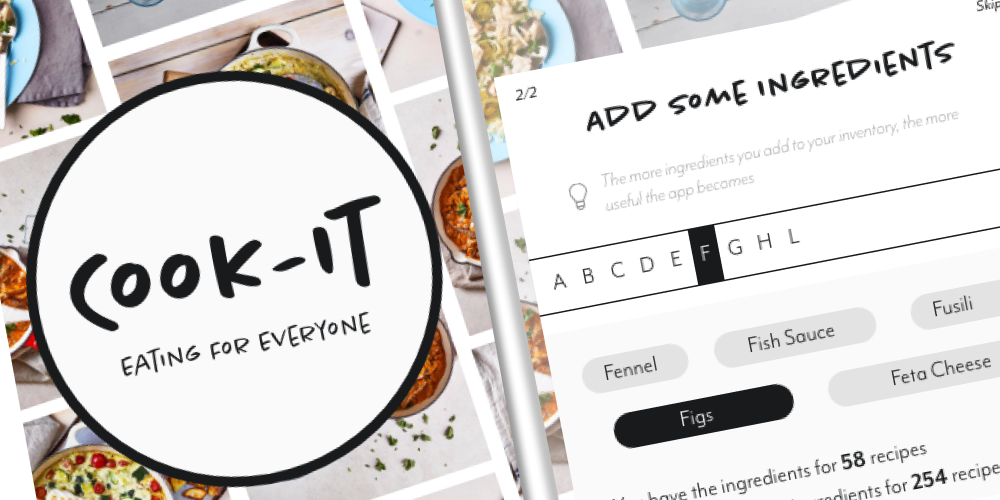 COOK-IT
EATING FOR EVERYONE
Skip
2/2
ADD SOME INGREDIENTS
The more ingredients you add to your inventory, the more
useful the app becomes
A B C D E F G H L
Fennel Fish Sauce Fusili
Figs Feta Cheese
have the ingredients for 58 recipes
for 254